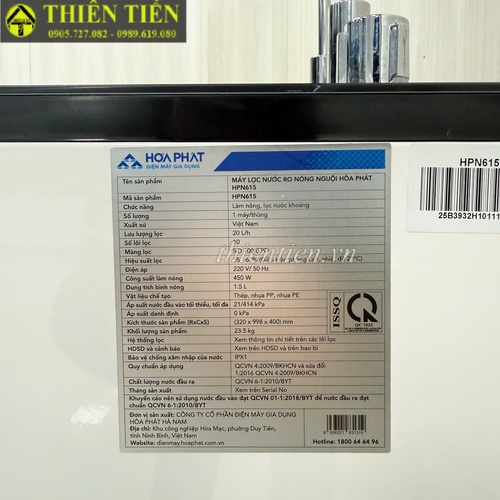 THIÊN TIẾN
0905.727.082 - 0989.619.080
HÒA PHÁT
ĐIỆN MÁY GIA DỤNG
Tên sản phẩm MÁY LỌC NƯỚC RO NÓNG NGUỘI HÒA PHÁT
HPN615
Mã sản phẩm HPN615
Chức năng Làm nóng, lọc nước khoáng
Số lượng 1 máy/thùng
Xuất xứ Việt Nam
Lưu lượng lọc 20 L/h
Số lõi lọc 10
Màng lọc
thientien.vn
Hiệu suất lọc
Điện áp 220 V/ 50 Hz
Công suất làm nóng 450 W
Dung tích bình nóng 1.5 L
Vật liệu chế tạo Thép, nhựa PP, nhựa PE
Áp suất nước đầu vào tối thiểu, tối đa 21/414 kPa
Áp suất danh định 0 kPa
Kích thước sản phẩm (RxCxS) (320 x 998 x 400) mm
Khối lượng 23.5 kg
Hệ thống lọc Xem thông tin chi tiết trên các lõi lọc
HDSD và cảnh báo Xem trên HDSD và trên bao bì
Bảo vệ chống xâm nhập của nước IPX1
Quy chuẩn áp dụng QCVN 4:2009/BKHCN và sửa đổi
1:2016 QCVN 4:2009/BKHCN
Chất lượng nước đầu ra QCVN 6-1:2010/BYT
Năm sản xuất Xem trên Serial No
Khuyến cáo nên sử dụng nước đầu vào đạt QCVN 01-1:2018/BYT để nước đầu ra đạt
chuẩn QCVN 6-1:2010/BYT
Đơn vị sản xuất: CÔNG TY CỔ PHẦN ĐIỆN MÁY GIA DỤNG
HÒA PHÁT HÀ NAM
Địa chỉ: Khu công nghiệp Hòa Mạc, phường Duy Tiên,
tỉnh Ninh Bình, Việt Nam
Website: dienmay.hoaphat.com.vn
Hotline: 1800 64 64 96
ISSQ
QC
HPN615
25B3932H10111